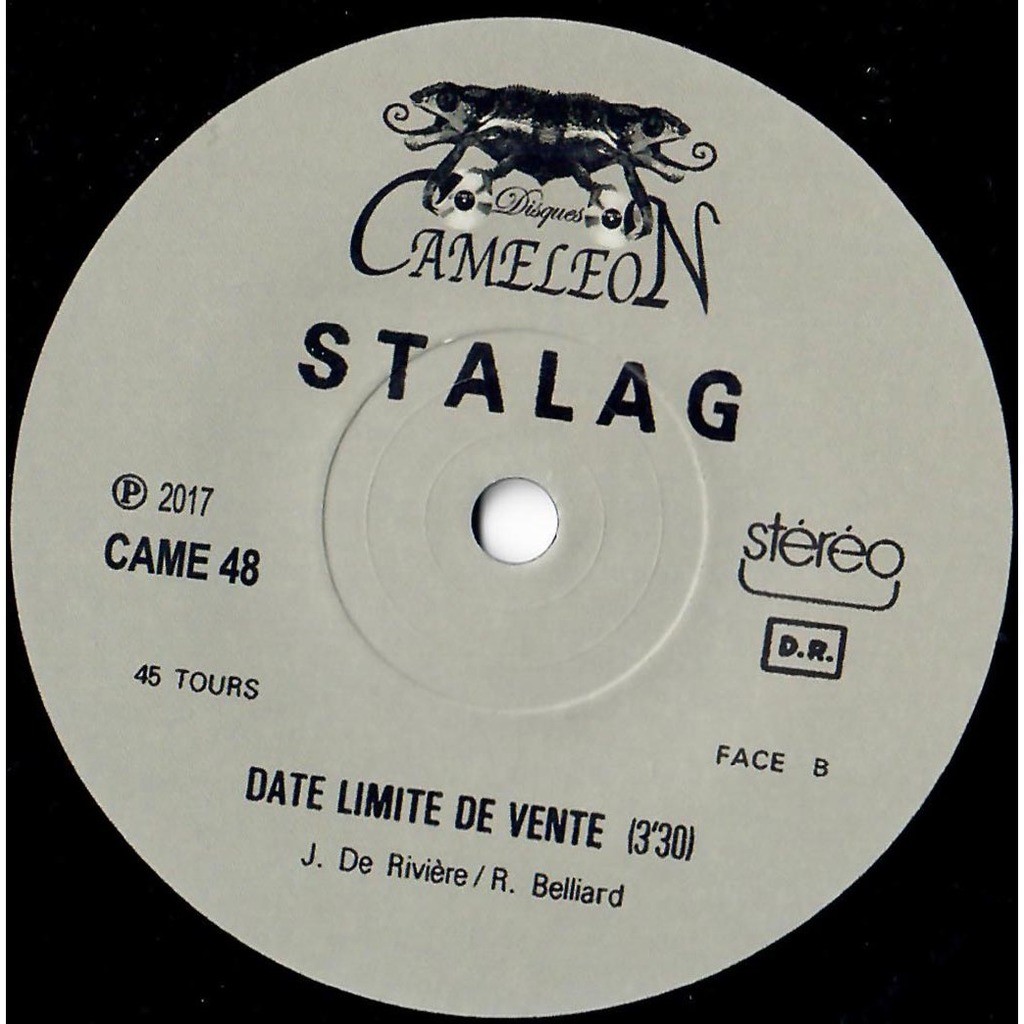 Disques
CAMELEON
STALAG
℗ 2017
CAME 48
stéréo
D.R.
45 TOURS
FACE B
DATE LIMITE DE VENTE (3'30)
J. De Rivière / R. Belliard